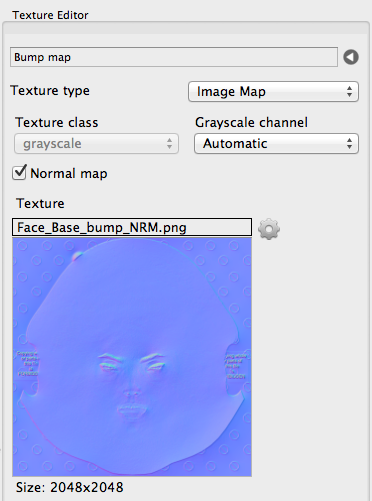 Texture Editor
Bump map
Texture type
Image Map
Texture class
Grayscale channel
grayscale
Automatic
Normal map
Texture
Face_Base_bump_NRM.png
Size: 2048x2048